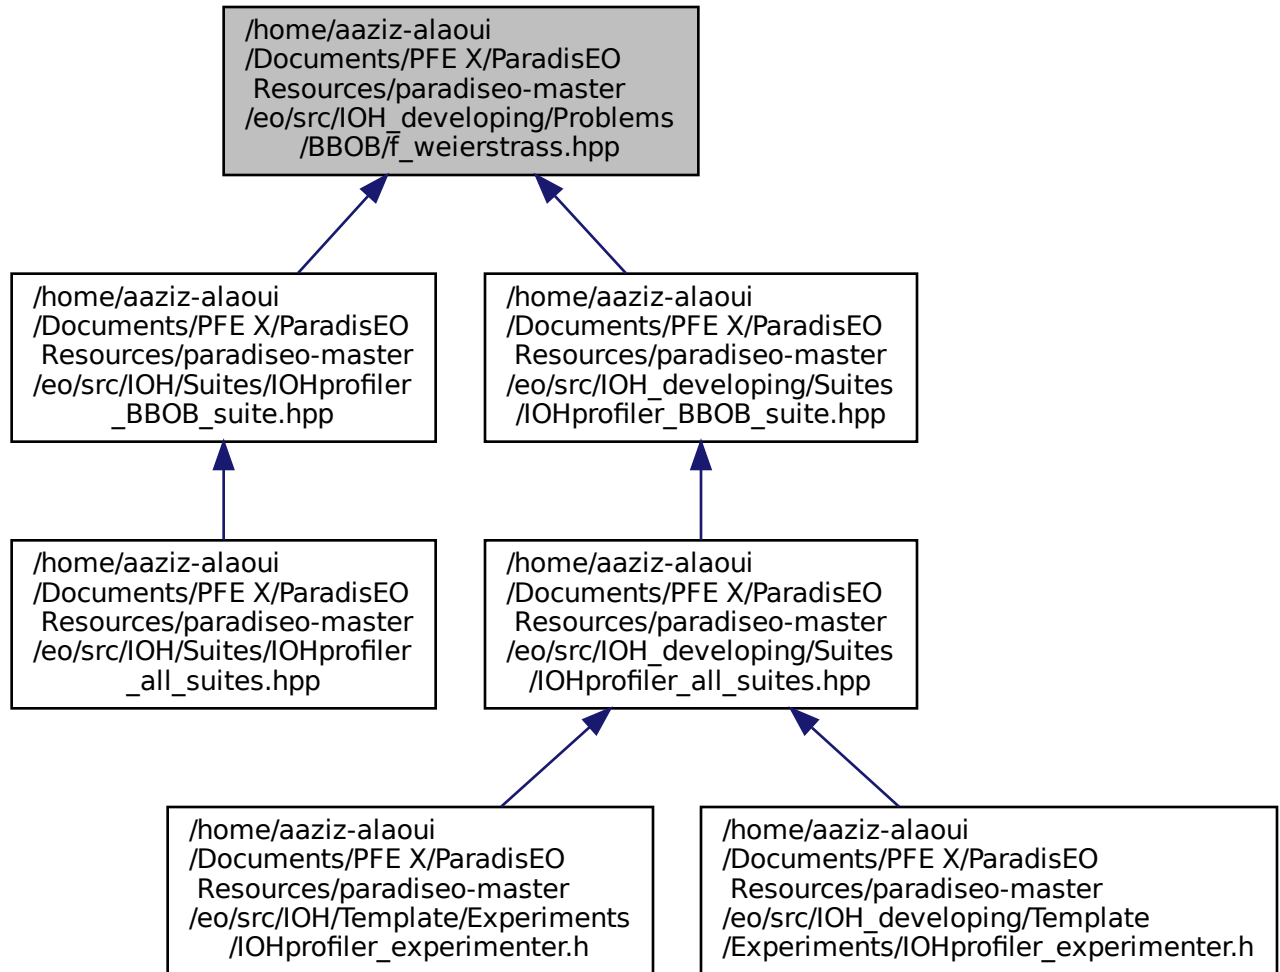 /home/aaziz-alaoui
/Documents/PFE X/ParadisEO
Resources/paradiseo-master
/eo/src/IOH_developing/Problems
/BBOB/f_weierstrass.hpp
/home/aaziz-alaoui
/Documents/PFE X/ParadisEO
Resources/paradiseo-master
/eo/src/IOH/Suites/IOHprofiler
_BBOB_suite.hpp
/home/aaziz-alaoui
/Documents/PFE X/ParadisEO
Resources/paradiseo-master
/eo/src/IOH_developing/Suites
/IOHprofiler_BBOB_suite.hpp
/home/aaziz-alaoui
/Documents/PFE X/ParadisEO
Resources/paradiseo-master
/eo/src/IOH/Suites/IOHprofiler
_all_suites.hpp
/home/aaziz-alaoui
/Documents/PFE X/ParadisEO
Resources/paradiseo-master
/eo/src/IOH_developing/Suites
/IOHprofiler_all_suites.hpp
/home/aaziz-alaoui
/Documents/PFE X/ParadisEO
Resources/paradiseo-master
/eo/src/IOH/Template/Experiments
/IOHprofiler_experimenter.h
/home/aaziz-alaoui
/Documents/PFE X/ParadisEO
Resources/paradiseo-master
/eo/src/IOH_developing/Template
/Experiments/IOHprofiler_experimenter.h